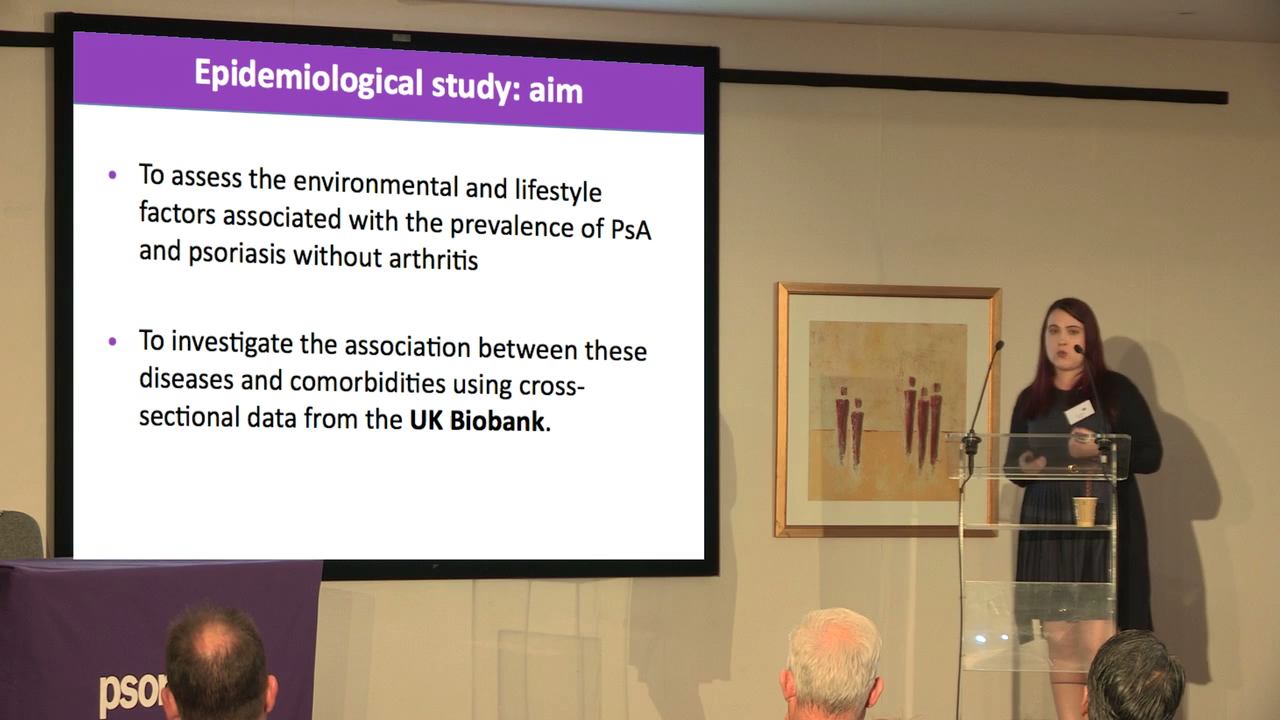 Epidemiological study: aim
• To assess the environmental and lifestyle
factors associated with the prevalence of PsA
and psoriasis without arthritis
• To investigate the association between these
diseases and comorbidities using cross-
sectional data from the UK Biobank.